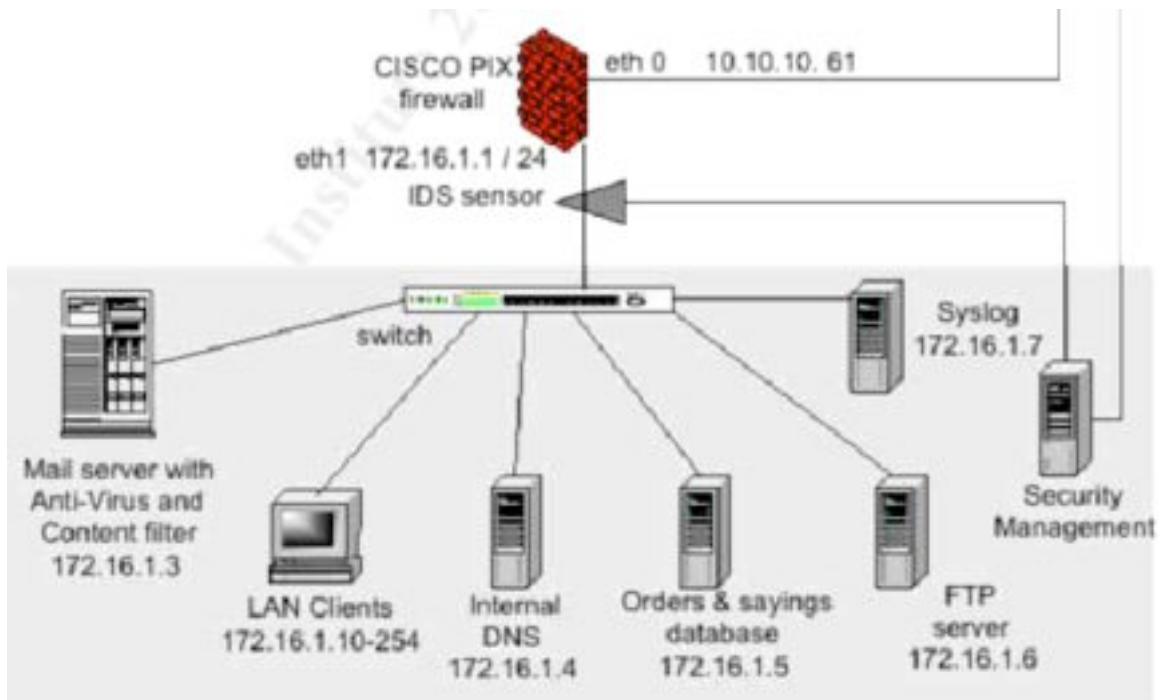 CISCO PIX
firewall
eth 0 10.10.10. 61
eth1 172.16.1.1 / 24
IDS sensor
switch
Syslog
172.16.1.7
Mail server with
Anti-Virus and
Content filter
172.16.1.3
LAN Clients
172.16.1.10-254
Internal
DNS
172.16.1.4
Orders & sayings
database
172.16.1.5
FTP
server
172.16.1.6
Security
Management